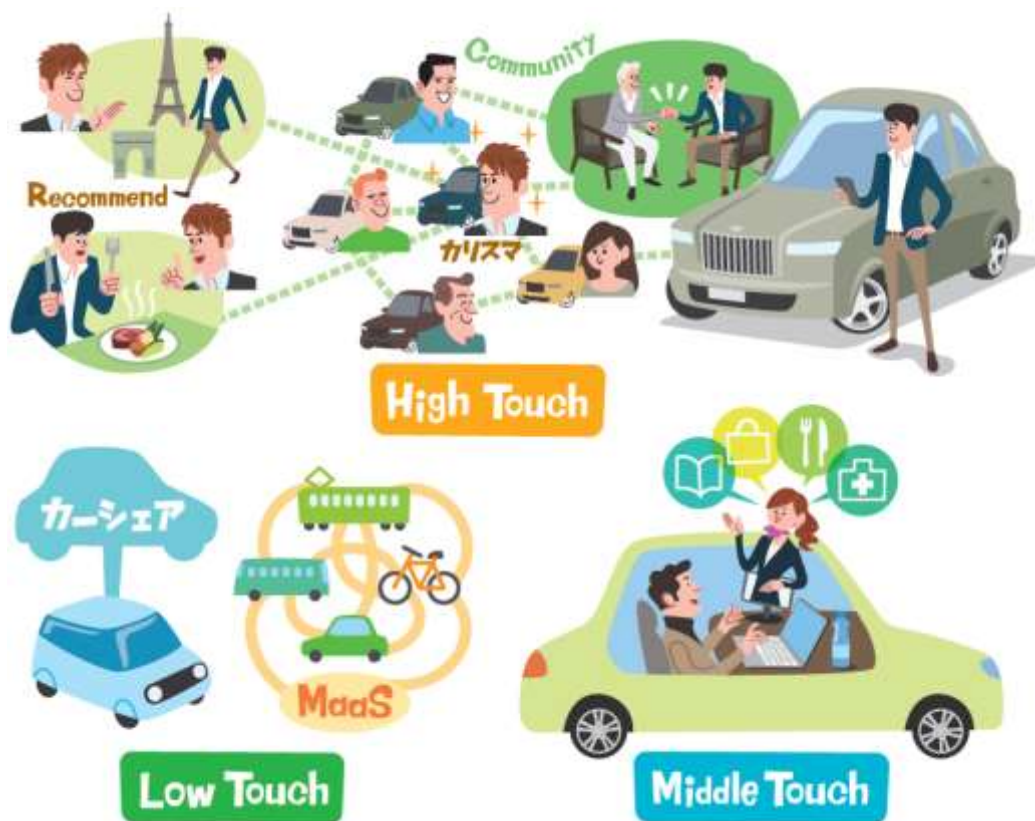 Community
Recommend
カリスマ
High Touch
カーシェア
MaaS
Low Touch
Middle Touch